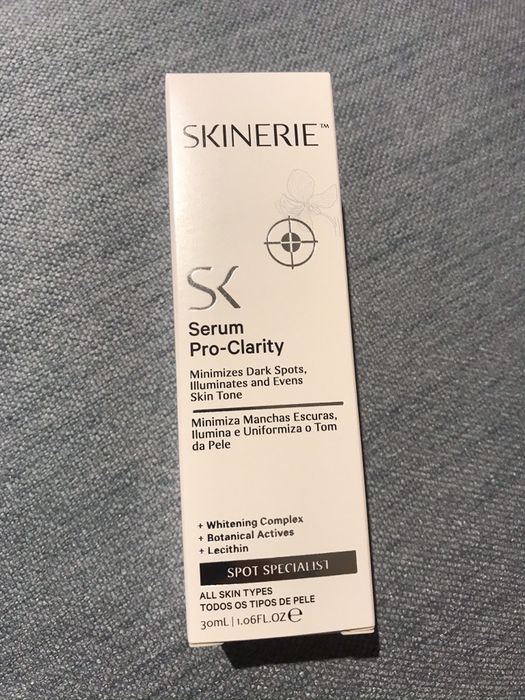 SKINERIE™
SK
Serum
Pro-Clarity
Minimizes Dark Spots,
Illuminates and Evens
Skin Tone
Minimiza Manchas Escuras,
Ilumina e Uniformiza o Tom
da Pele
+ Whitening Complex
+ Botanical Actives
+ Lecithin
SPOT SPECIALIST
ALL SKIN TYPES
TODOS OS TIPOS DE PELE
30mL | 1.06FL.OZ ℮